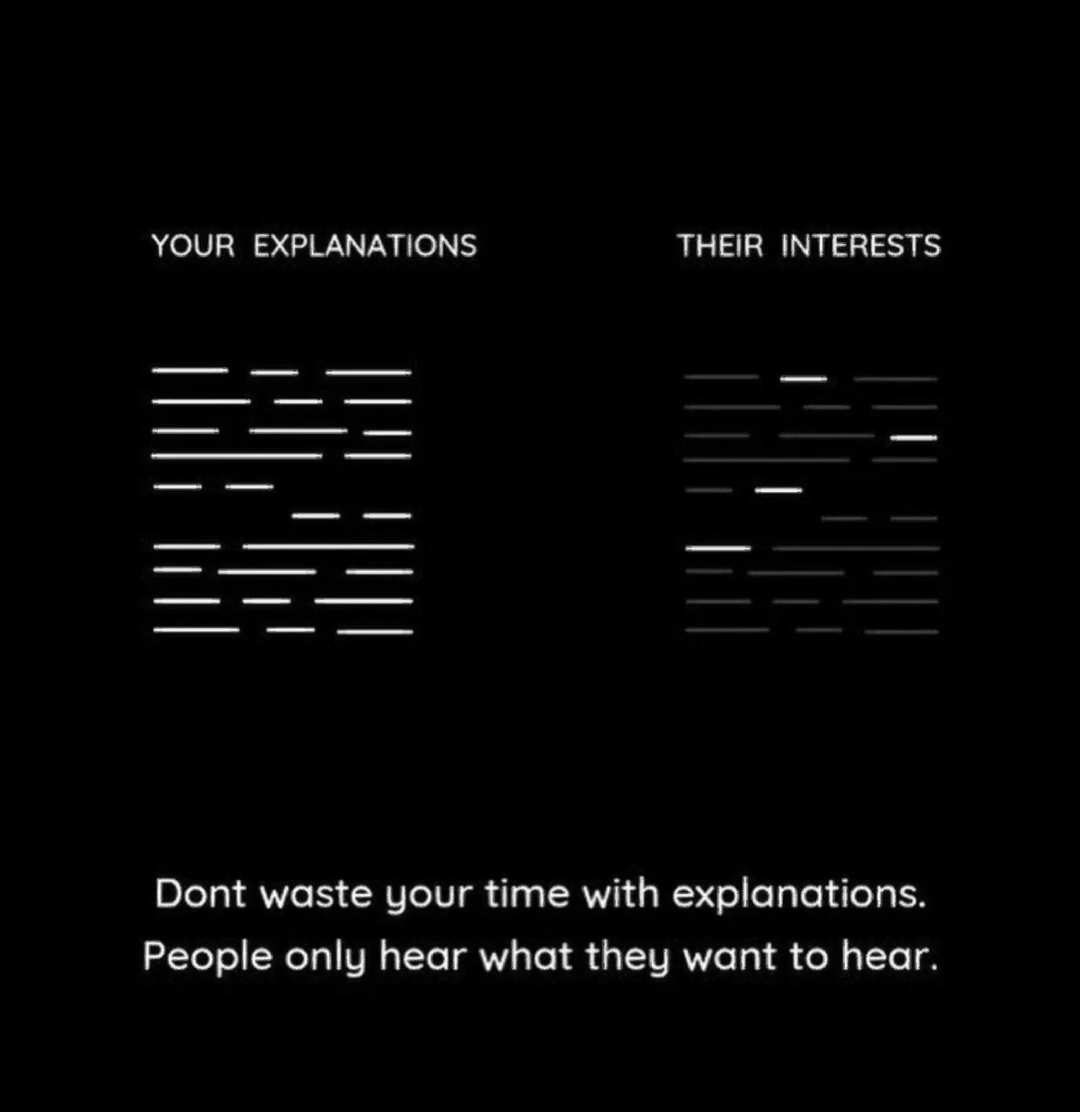 YOUR EXPLANATIONS
THEIR INTERESTS
Dont waste your time with explanations.
People only hear what they want to hear.